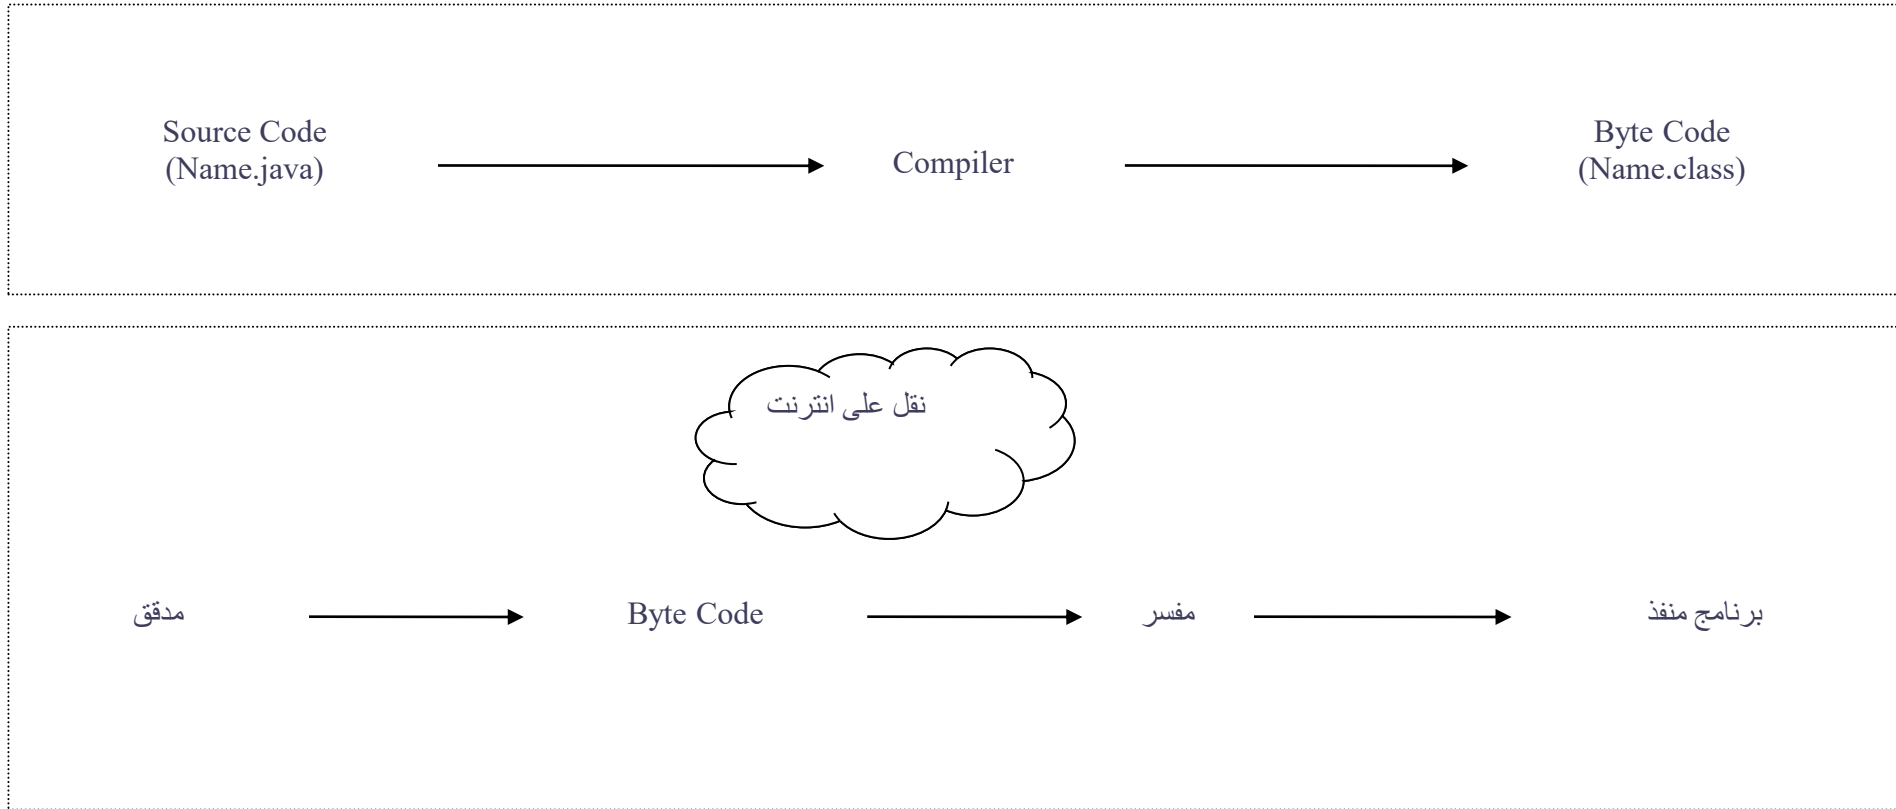 Source Code
(Name.java)
Compiler
Byte Code
(Name.class)
نقل على انترنت
مدقق
Byte Code
مفسر
برنامج منفذ